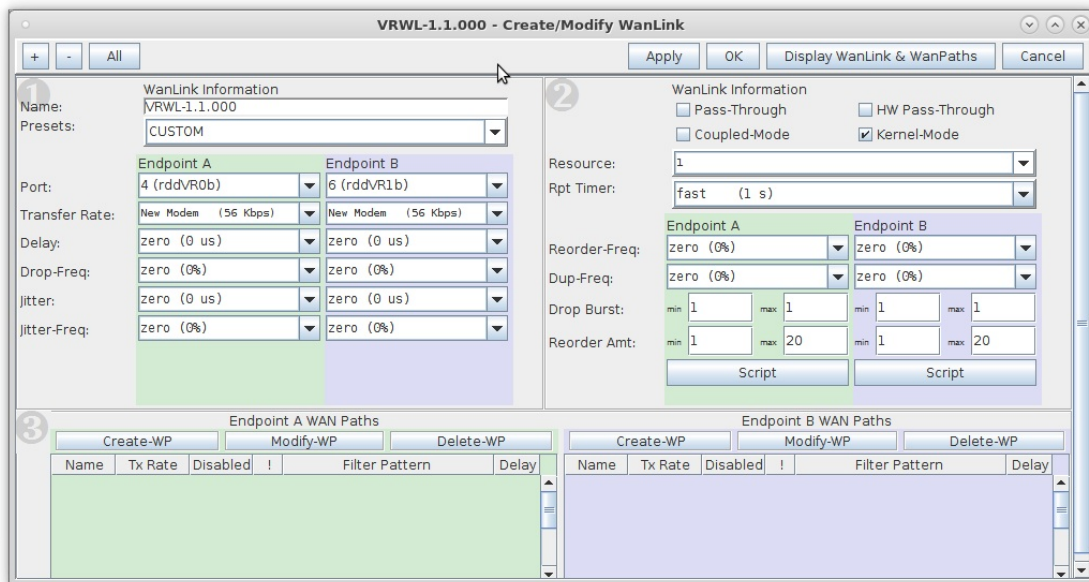 VRWL-1.1.000 - Create/Modify WanLink
+ - All Apply OK Display WanLink & WanPaths Cancel
1
WanLink Information
Name: VRWL-1.1.000
Presets: CUSTOM
Endpoint A Endpoint B
Port: 4 (rddVR0b) 6 (rddVR1b)
Transfer Rate: New Modem (56 Kbps) New Modem (56 Kbps)
Delay: zero (0 us) zero (0 us)
Drop-Freq: zero (0%) zero (0%)
Jitter: zero (0 us) zero (0 us)
Jitter-Freq: zero (0%) zero (0%)
2
WanLink Information
Pass-Through HW Pass-Through
Coupled-Mode Kernel-Mode
Resource: 1
Rpt Timer: fast (1 s)
Endpoint A Endpoint B
Reorder-Freq: zero (0%) zero (0%)
Dup-Freq: zero (0%) zero (0%)
Drop Burst: min 1 max 1 min 1 max 1
Reorder Amt: min 1 max 20 min 1 max 20
Script Script
3
Endpoint A WAN Paths
Create-WP Modify-WP Delete-WP
Name Tx Rate Disabled ! Filter Pattern Delay
Endpoint B WAN Paths
Create-WP Modify-WP Delete-WP
Name Tx Rate Disabled ! Filter Pattern Delay